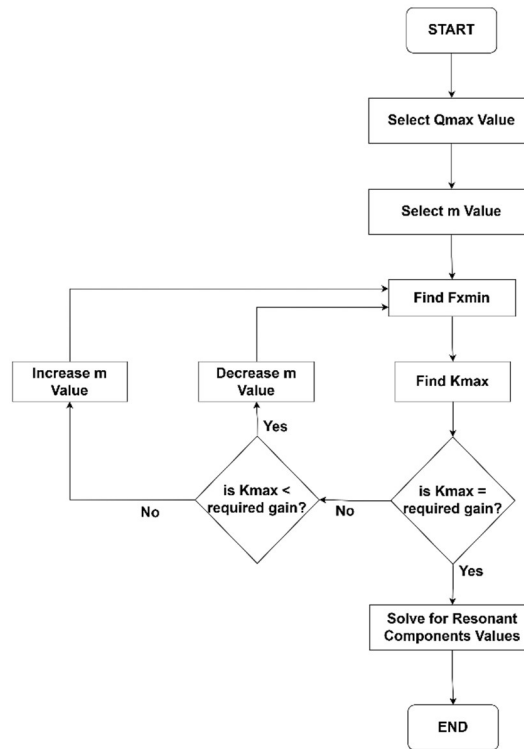 START
Select Qmax Value
Select m Value
Find Fxmin
Increase m
Value
Decrease m
Value
Find Kmax
Yes
is Kmax <
required gain?
is Kmax =
required gain?
No
No
Yes
Solve for Resonant
Components Values
END